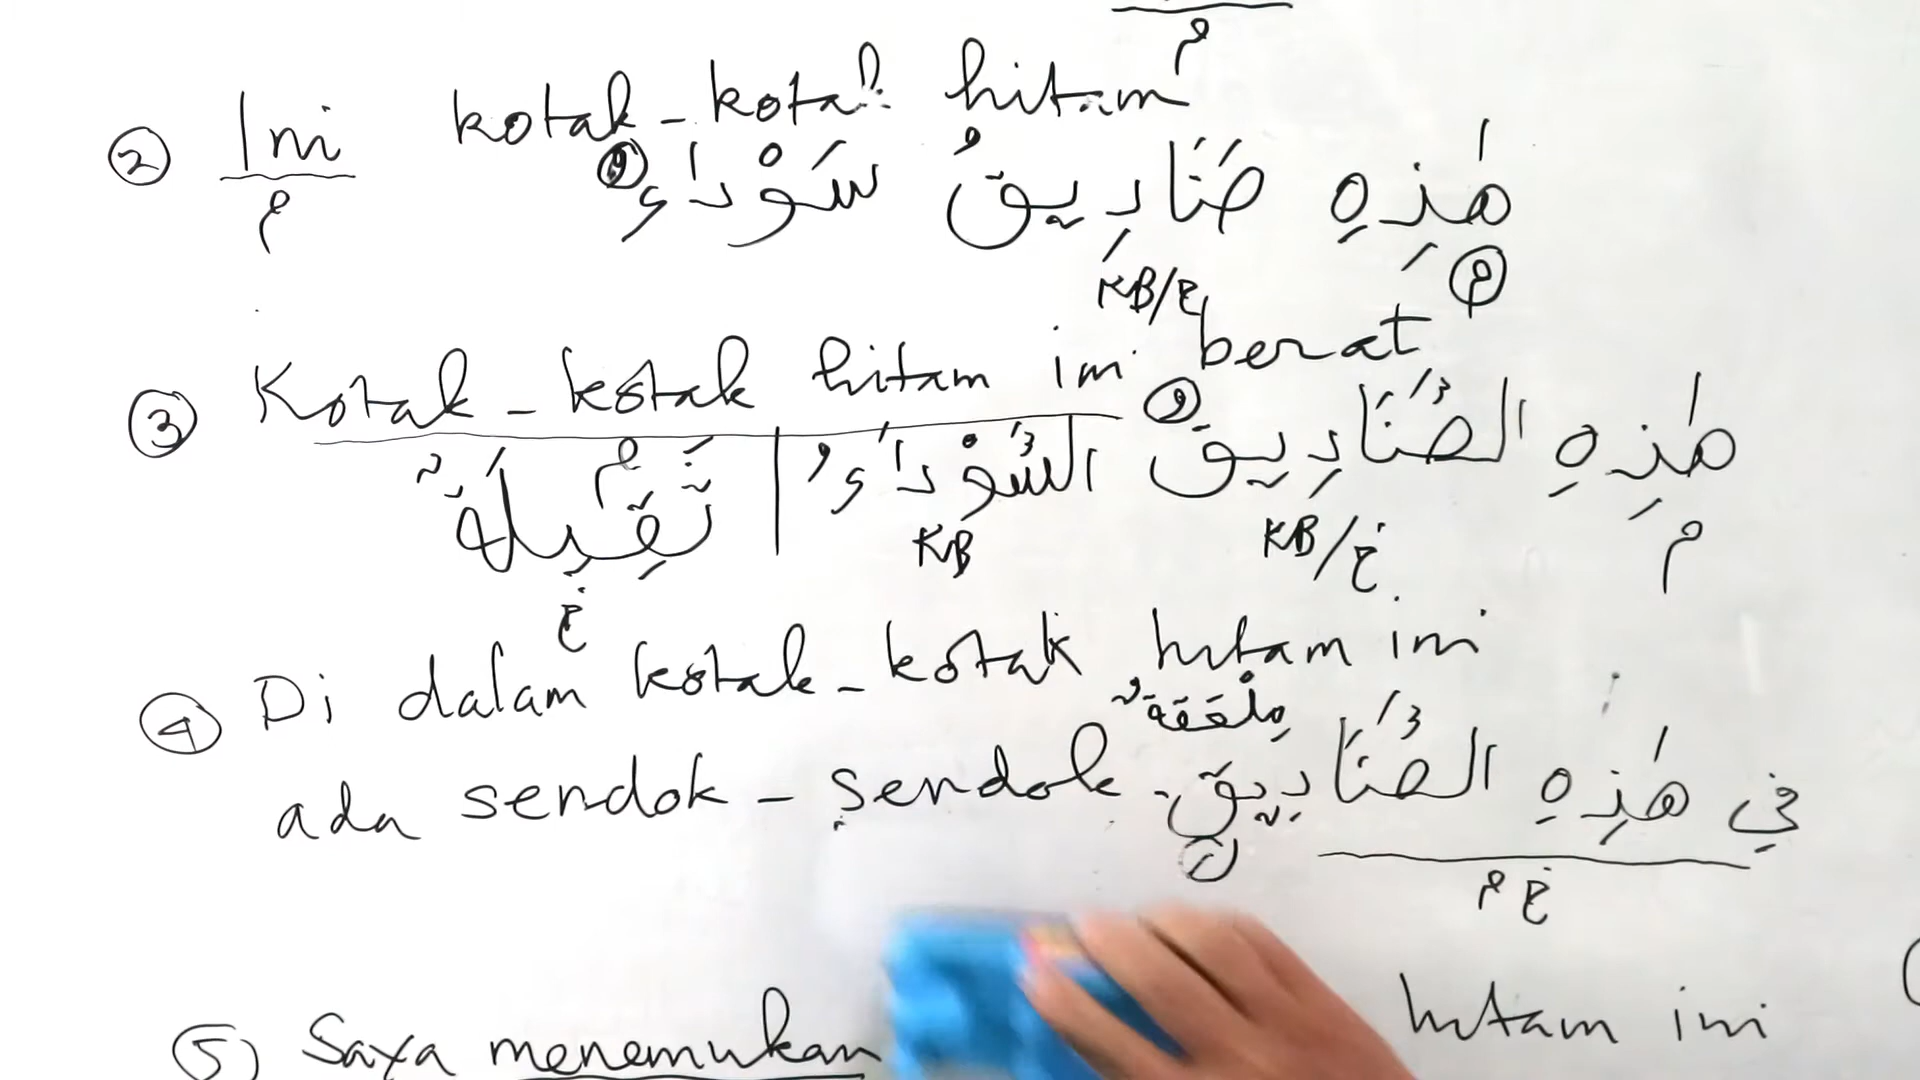 م
② Ini kotak-kotak hitam
م
هٰذِهِ صَنَادِيقُ سَوْدَاء
م KB/خ
③ Kotak-kotak hitam ini berat
م
هٰذِهِ الصَّنَادِيق السَّوْدَاءُ | ثَقِيلَةٌ
م KB/خ KB خ
④ Di dalam kotak-kotak hitam ini
مِلْعَقَةٌ
ada sendok-sendok.
فِي هٰذِهِ الصَّنَادِيق
خ م
⑤ Saya menemukan hitam ini